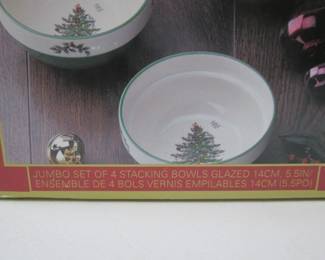 JUMBO SET OF 4 STACKING BOWLS GLAZED 14CM, 5.5IN/
ENSEMBLE DE 4 BOLS VERNIS EMPILABLES 14CM (5.5PO)